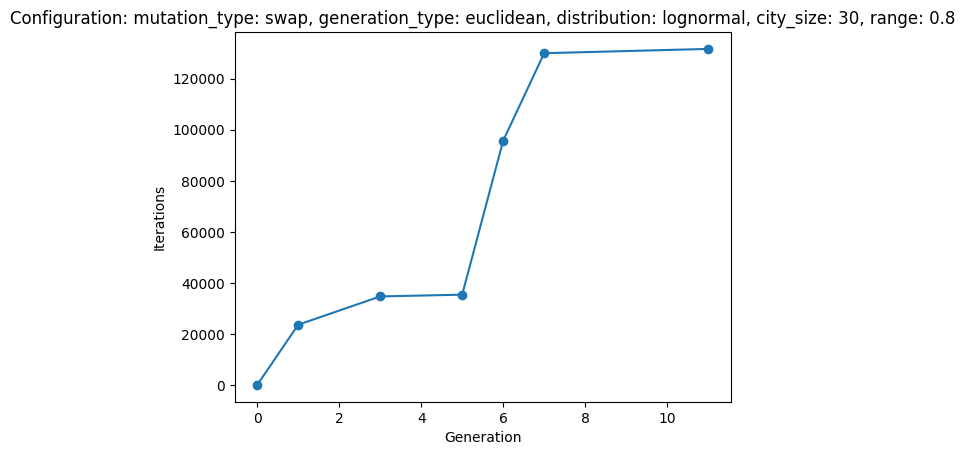 Configuration: mutation_type: swap, generation_type: euclidean, distribution: lognormal, city_size: 30, range: 0.8
120000
100000
80000
60000
40000
20000
0
Iterations
0 2 4 6 8 10
Generation